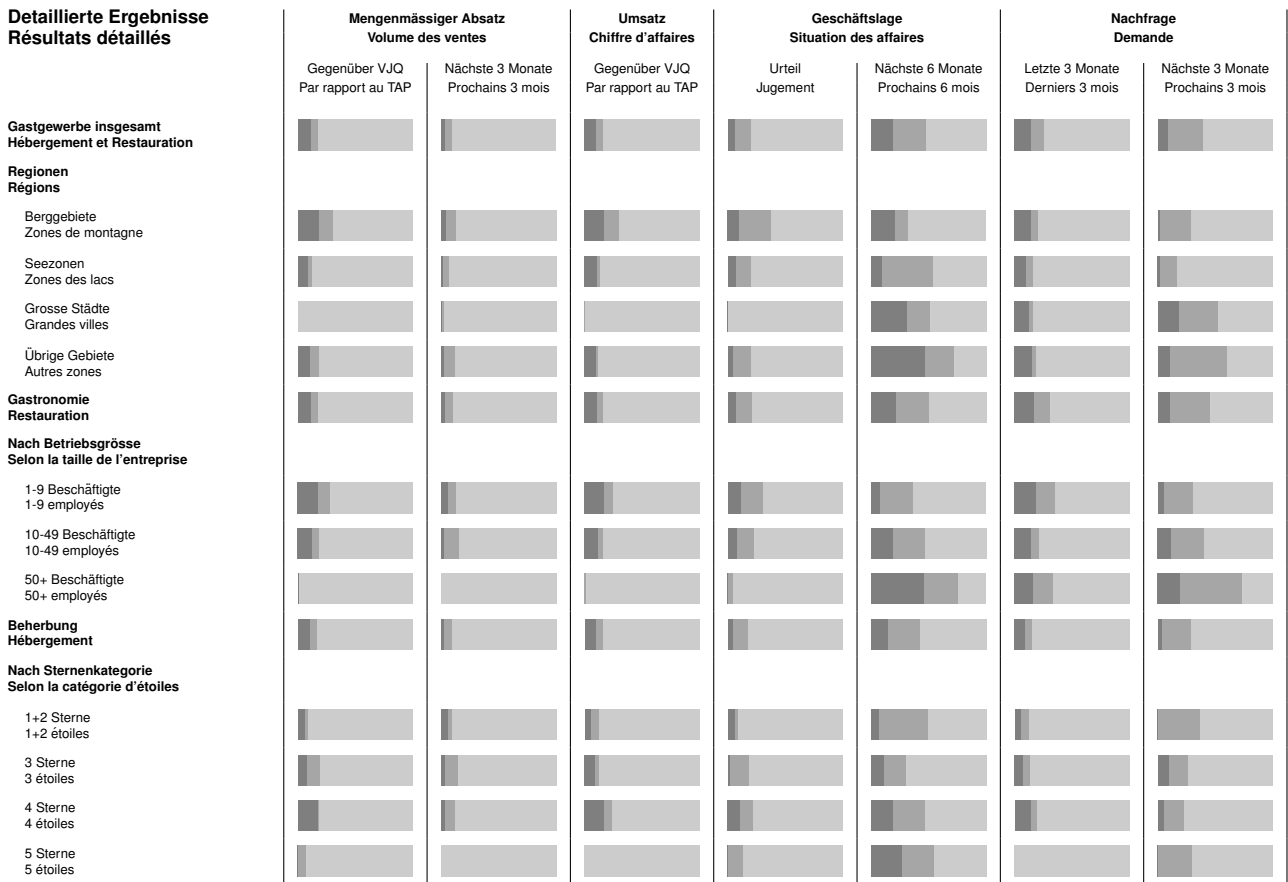 Detaillierte Ergebnisse
Résultats détaillés
Mengenmässiger Absatz
Volume des ventes
Umsatz
Chiffre d'affaires
Geschäftslage
Situation des affaires
Nachfrage
Demande
Gegenüber VJQ
Par rapport au TAP
Nächste 3 Monate
Prochains 3 mois
Gegenüber VJQ
Par rapport au TAP
Urteil
Jugement
Nächste 6 Monate
Prochains 6 mois
Letzte 3 Monate
Derniers 3 mois
Nächste 3 Monate
Prochains 3 mois
Gastgewerbe insgesamt
Hébergement et Restauration
Regionen
Régions
Berggebiete
Zones de montagne
Seezonen
Zones des lacs
Grosse Städte
Grandes villes
Übrige Gebiete
Autres zones
Gastronomie
Restauration
Nach Betriebsgrösse
Selon la taille de l'entreprise
1-9 Beschäftigte
1-9 employés
10-49 Beschäftigte
10-49 employés
50+ Beschäftigte
50+ employés
Beherbung
Hébergement
Nach Sternenkategorie
Selon la catégorie d'étoiles
1+2 Sterne
1+2 étoiles
3 Sterne
3 étoiles
4 Sterne
4 étoiles
5 Sterne
5 étoiles